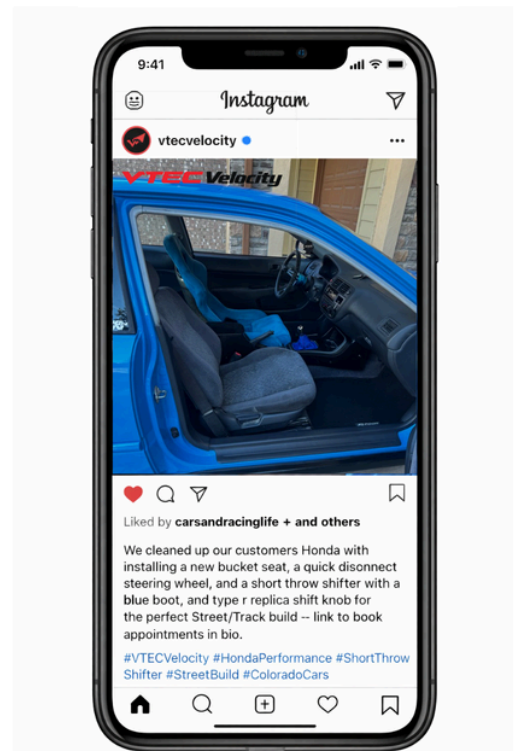 9:41
Instagram
vtecvelocity
VTEC Velocity
Liked by carsandracinglife + and others
We cleaned up our customers Honda with
installing a new bucket seat, a quick disonnect
steering wheel, and a short throw shifter with a
blue boot, and type r replica shift knob for
the perfect Street/Track build -- link to book
appointments in bio.
#VTECVelocity #HondaPerformance #ShortThrow
Shifter #StreetBuild #ColoradoCars